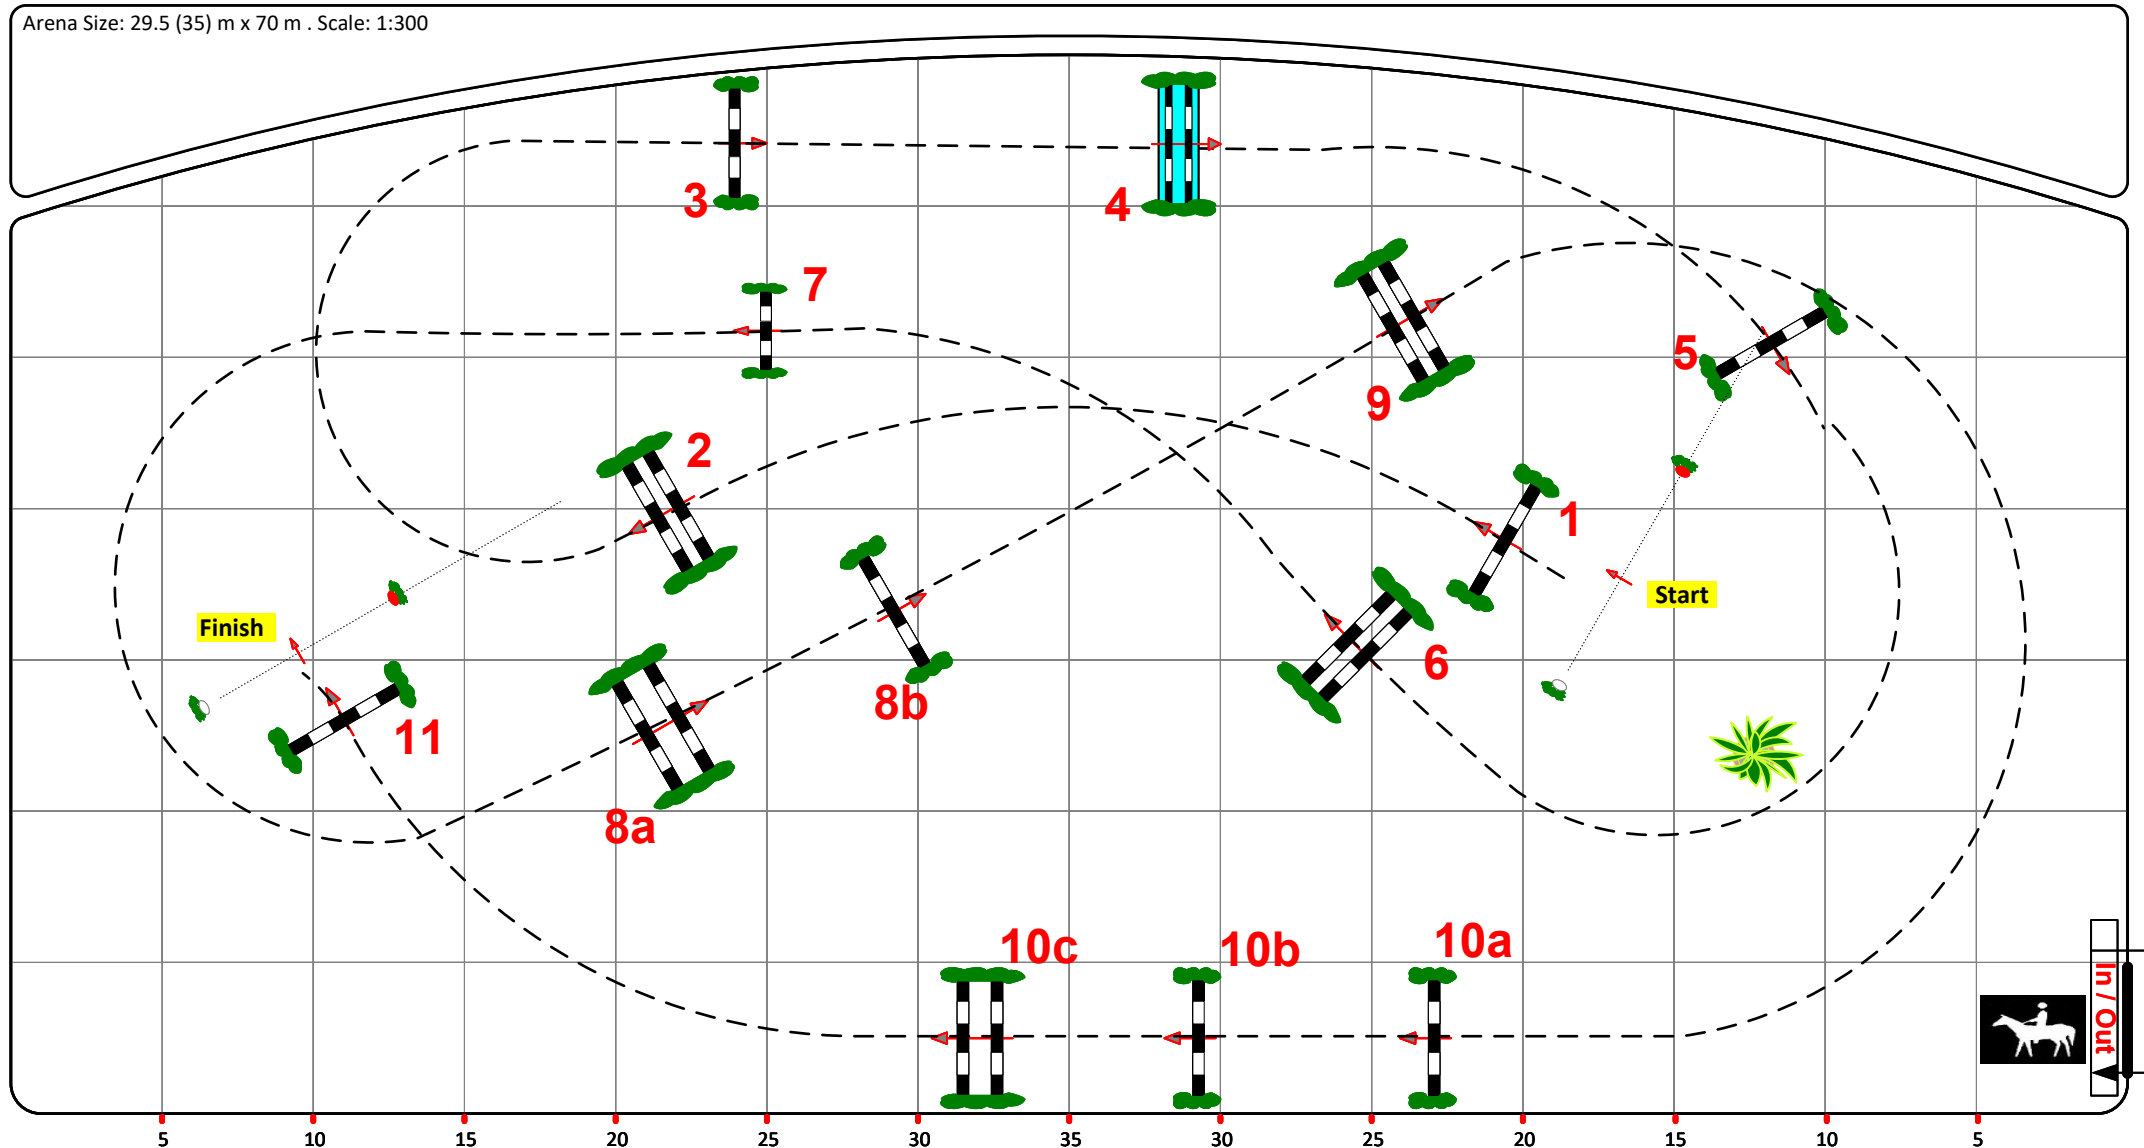 Arena Size: 29.5 (35) m x 70 m . Scale: 1:300
3
4
7
5
9
2
1
Start
Finish
6
8b
11
8a
10c
10b
10a
In / Out
5 10 15 20 25 30 35 30 25 20 15 10 5